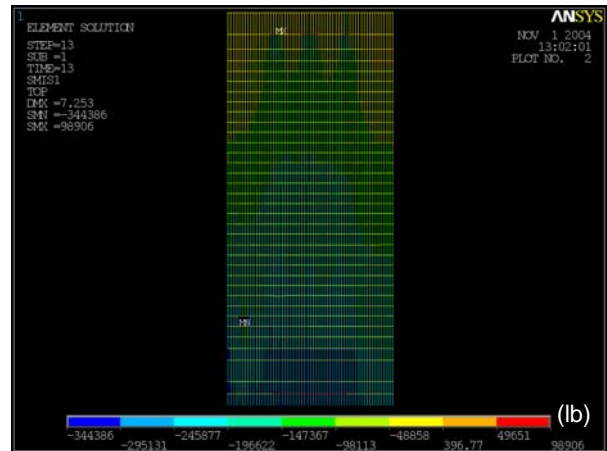 1
ANSYS
ELEMENT SOLUTION
NOV 1 2004
13:02:01
PLOT NO. 2
STEP=13
SUB =1
TIME=13
SMIS1
TOP
DMX =7.253
SMN =-344386
SMX =98906
MX
MN
(lb)
-344386 -245877 -147367 -48858 49651
-295131 -196622 -98113 396.77 98906